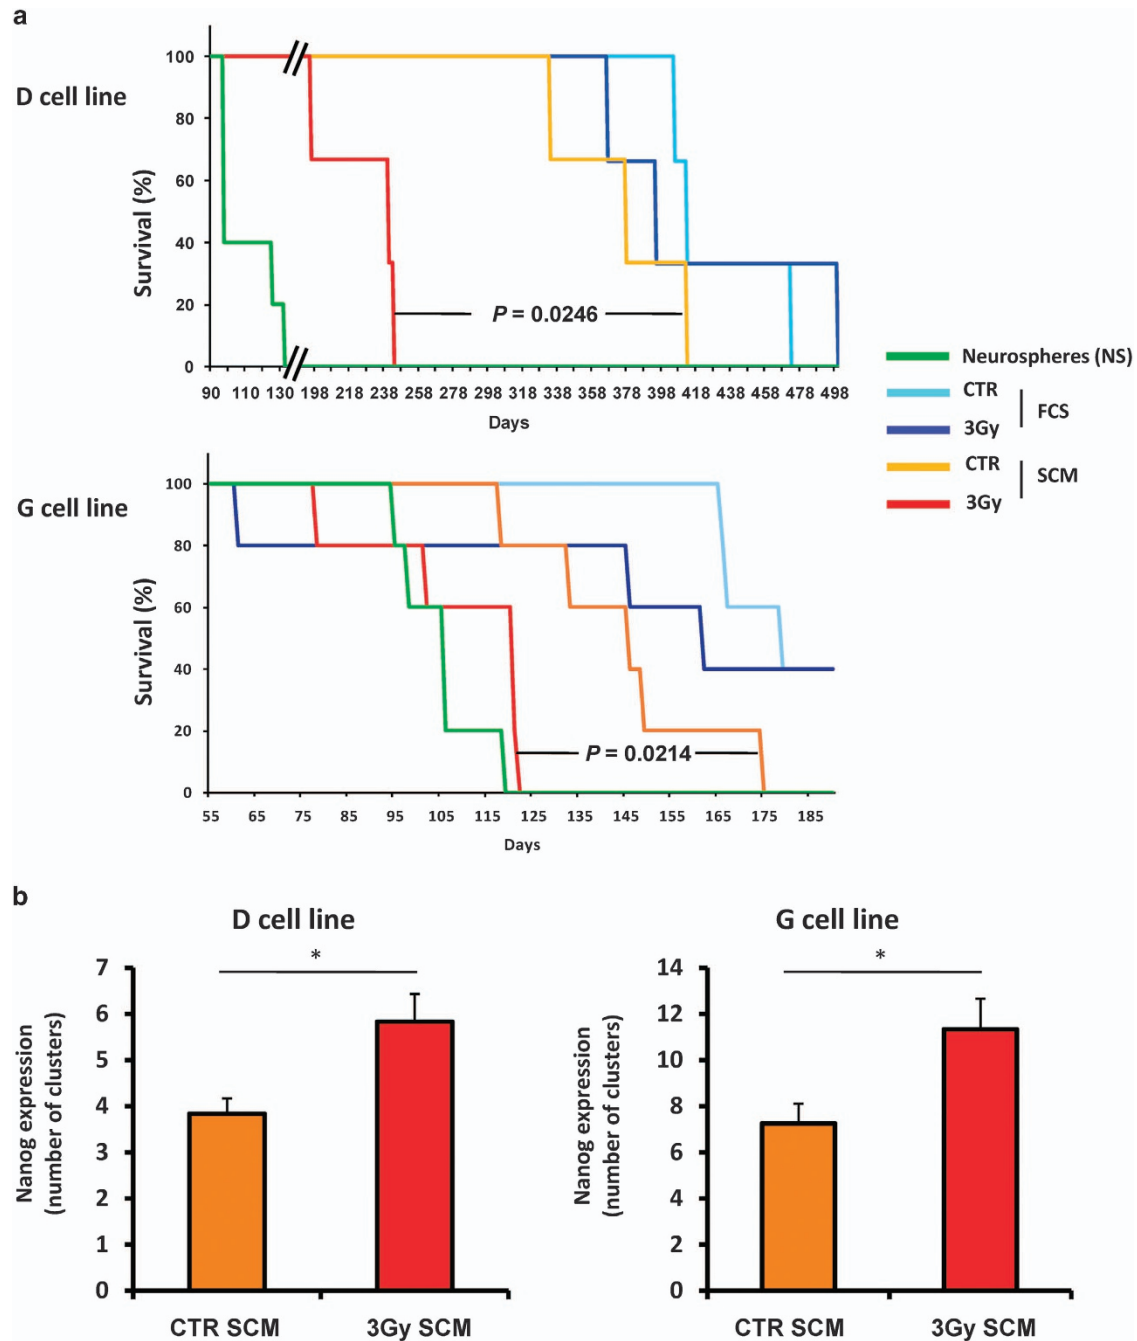 a
D cell line
Survival (%)
100
80
60
40
20
0
P = 0.0246
90 110 130 198 218 238 258 278 298 318 338 358 378 398 418 438 458 478 498
Days
Neurospheres (NS)
CTR
3Gy
FCS
CTR
3Gy
SCM
G cell line
Survival (%)
100
80
60
40
20
0
P = 0.0214
55 65 75 85 95 105 115 125 135 145 155 165 175 185
Days
b
D cell line
*
Nanog expression
(number of clusters)
7
6
5
4
3
2
1
0
CTR SCM 3Gy SCM
G cell line
*
Nanog expression
(number of clusters)
14
12
10
8
6
4
2
0
CTR SCM 3Gy SCM